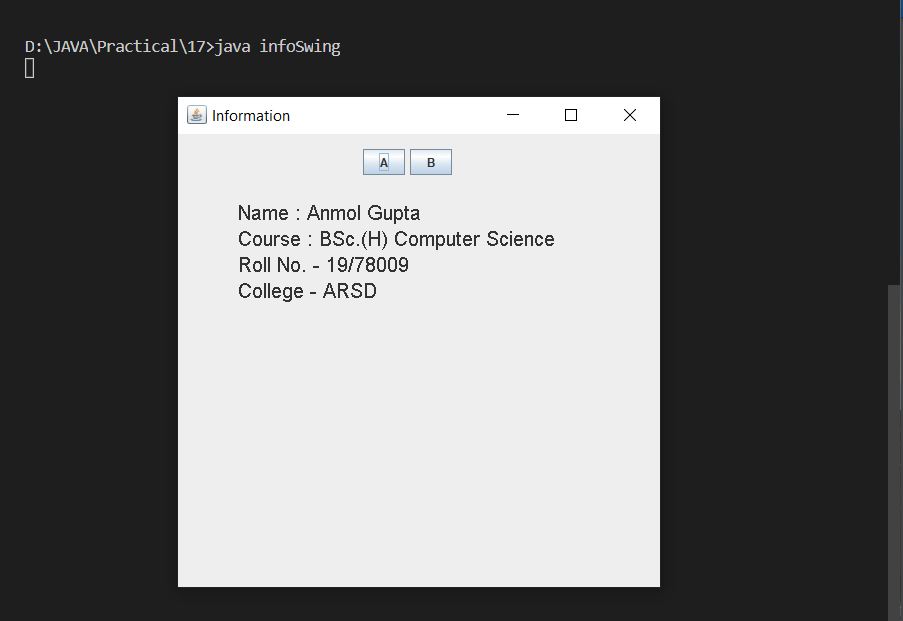 D:\JAVA\Practical\17>java infoSwing
Information
A B
Name : Anmol Gupta
Course : BSc.(H) Computer Science
Roll No. - 19/78009
College - ARSD